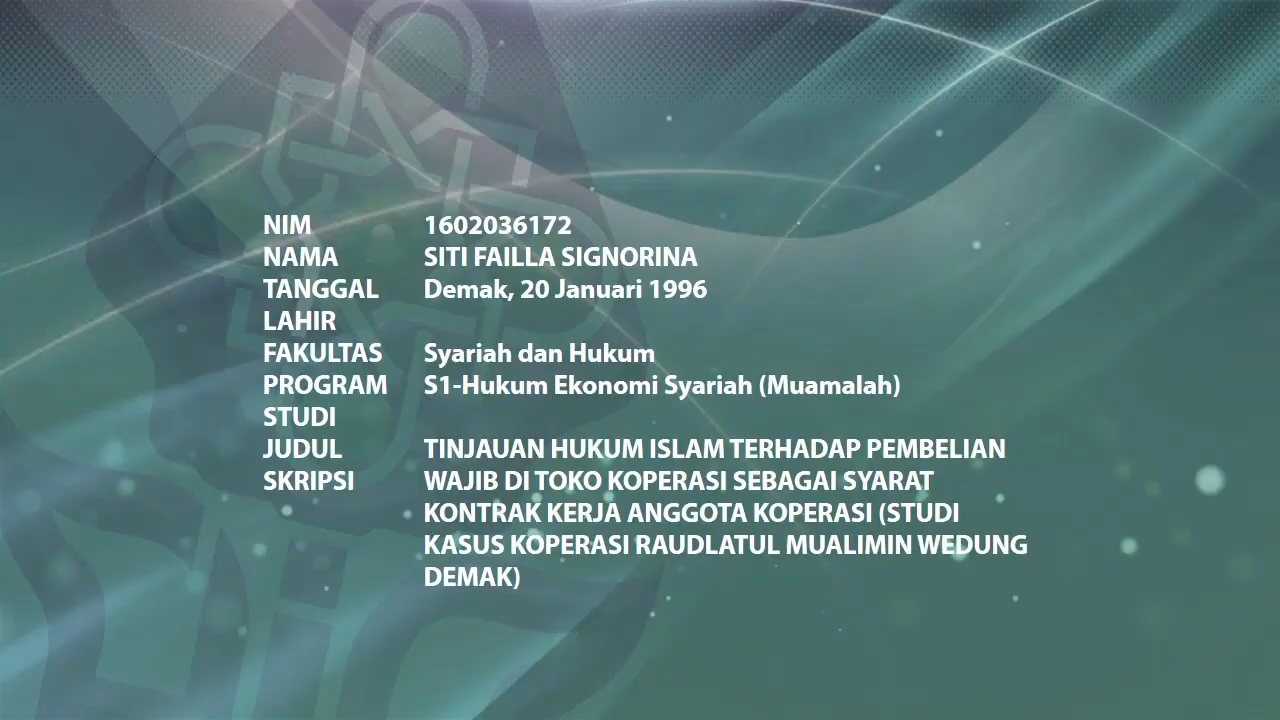 NIM 1602036172
NAMA SITI FAILLA SIGNORINA
TANGGAL Demak, 20 Januari 1996
LAHIR
FAKULTAS Syariah dan Hukum
PROGRAM S1-Hukum Ekonomi Syariah (Muamalah)
STUDI
JUDUL TINJAUAN HUKUM ISLAM TERHADAP PEMBELIAN
SKRIPSI WAJIB DI TOKO KOPERASI SEBAGAI SYARAT
KONTRAK KERJA ANGGOTA KOPERASI (STUDI
KASUS KOPERASI RAUDLATUL MUALIMIN WEDUNG
DEMAK)